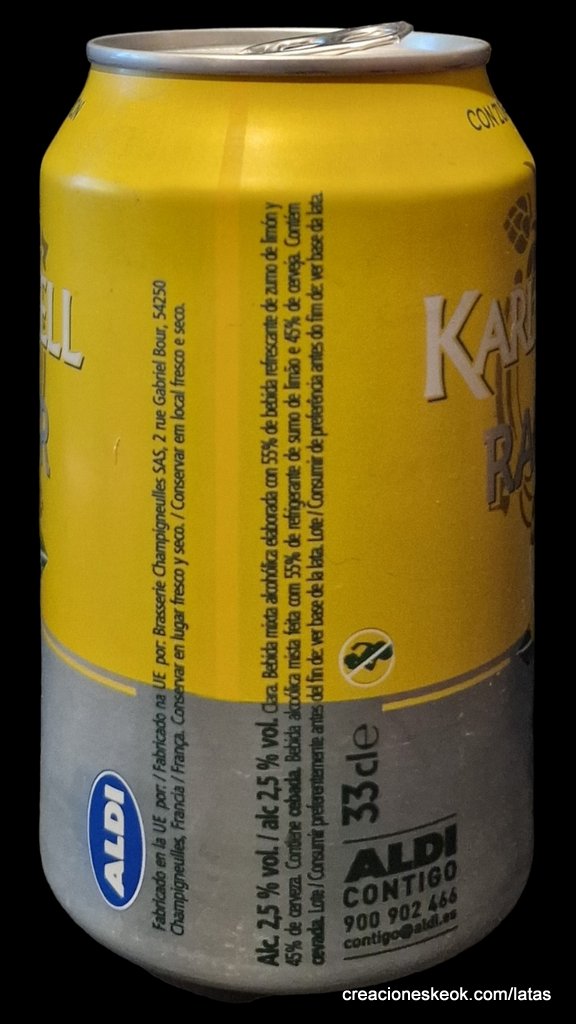 CON ZU
ELL
R
KARE
RA
Fabricado en la UE por: / Fabricado na UE por: Brasserie Champigneulles SAS, 2 rue Gabriel Bour, 54250
Champigneulles, Francia / França. Conservar en lugar fresco y seco. / Conservar em local fresco e seco.
Alc. 2,5 % vol. / alc 2,5 % vol. Clara. Bebida mixta alcohólica elaborada con 55% de bebida refrescante de zumo de limón y
45% de cerveza. Contiene cebada. Bebida alcoólica mista feita com 55% de refrigerante de sumo de limão e 45% de cerveja. Contém
cevada. Lote / Consumir preferentemente antes del fin de: ver base de la lata. Lote / Consumir de preferência antes do fim de: ver base da lata.
33 cl e
ALDI
ALDI
CONTIGO
900 902 466
contigo@aldi.es
creacioneskeok.com/latas